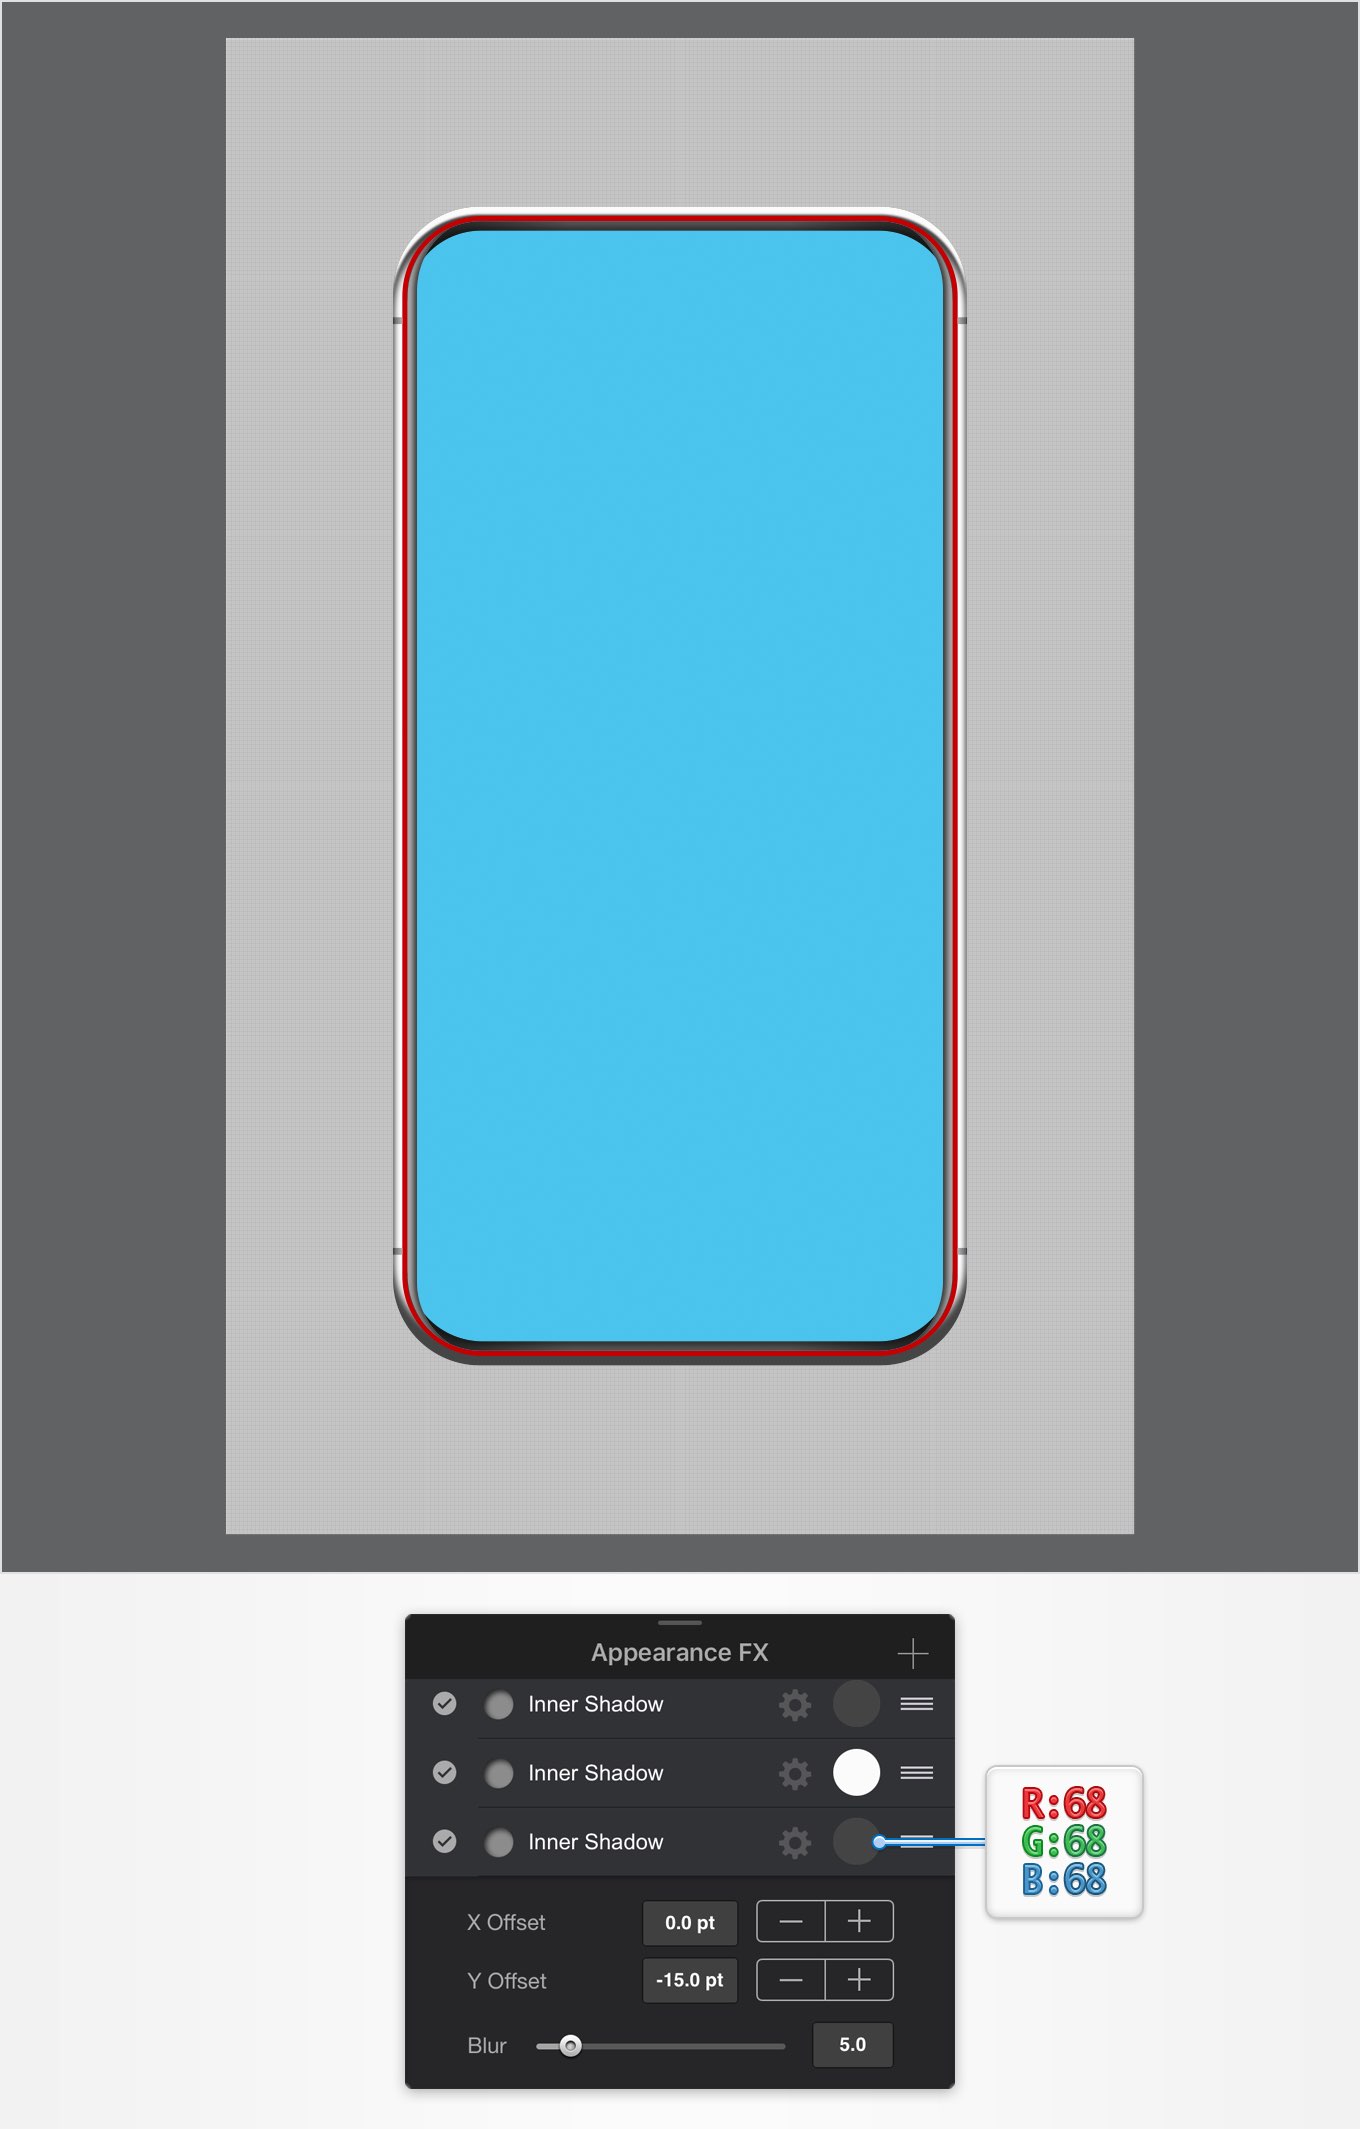 Appearance FX
Inner Shadow
Inner Shadow
Inner Shadow
R:68
G:68
B:68
X Offset 0.0 pt
Y Offset -15.0 pt
Blur 5.0